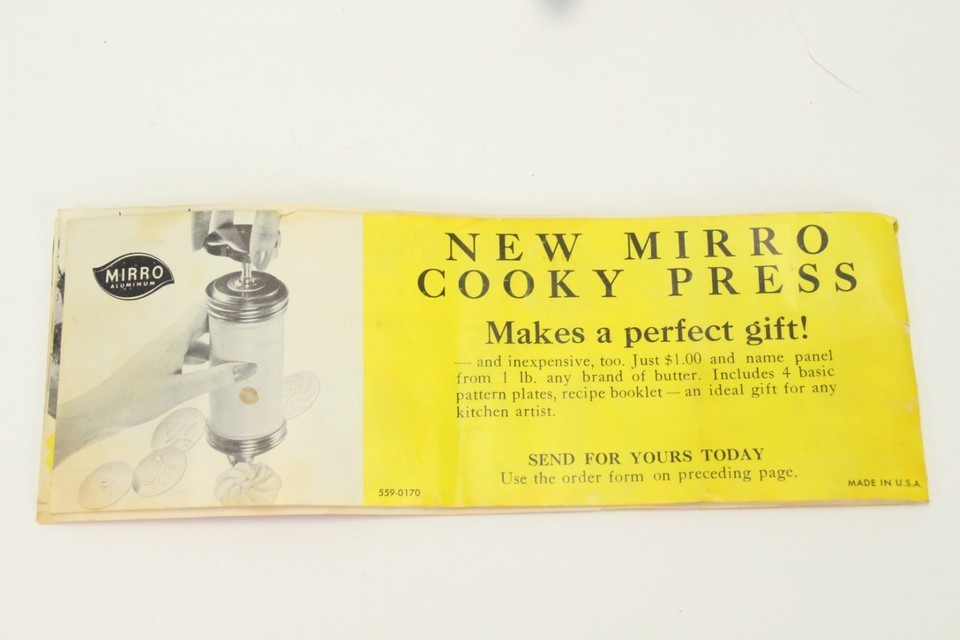 MIRRO
ALUMINUM
NEW MIRRO
COOKY PRESS
Makes a perfect gift!
— and inexpensive, too. Just $1.00 and name panel
from 1 lb. any brand of butter. Includes 4 basic
pattern plates, recipe booklet — an ideal gift for any
kitchen artist.
SEND FOR YOURS TODAY
Use the order form on preceding page.
559-0170
MADE IN U.S.A.